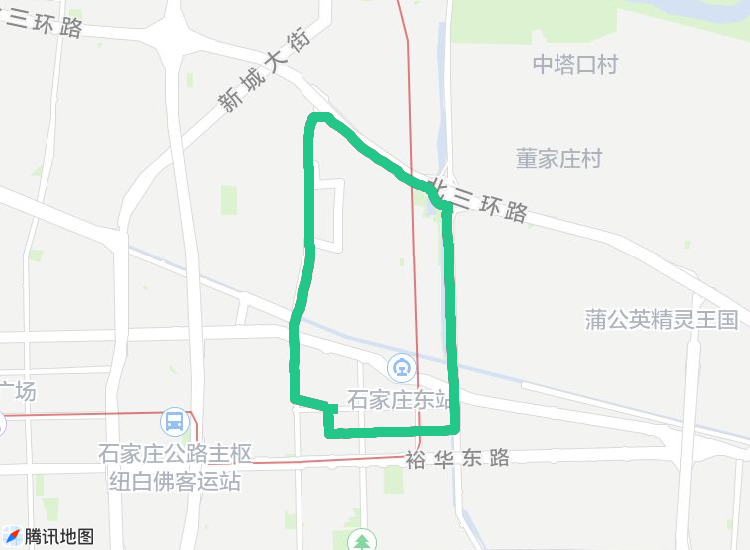 北三环路
新城大街
中塔口村
董家庄村
北三环路
蒲公英精灵王国
广场
石家庄东站
石家庄公路主枢
纽白佛客运站
裕华东路
腾讯地图